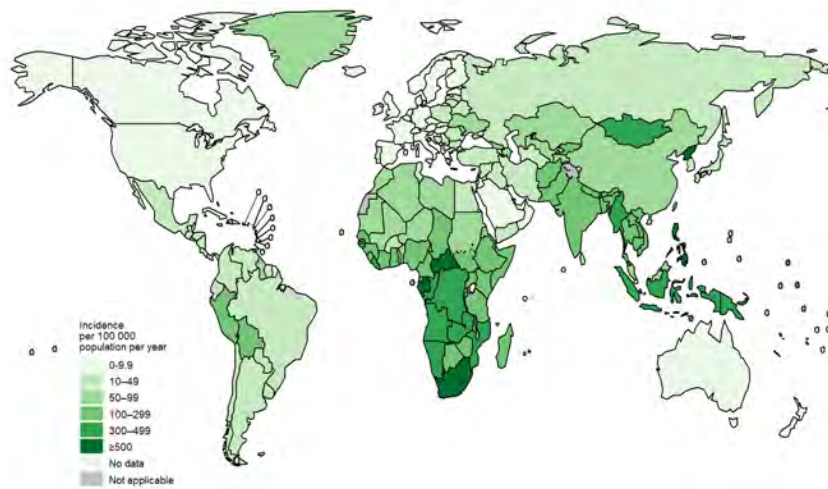 Incidence
per 100 000
population per year
0-9.9
10–49
50–99
100–299
300–499
≥500
No data
Not applicable